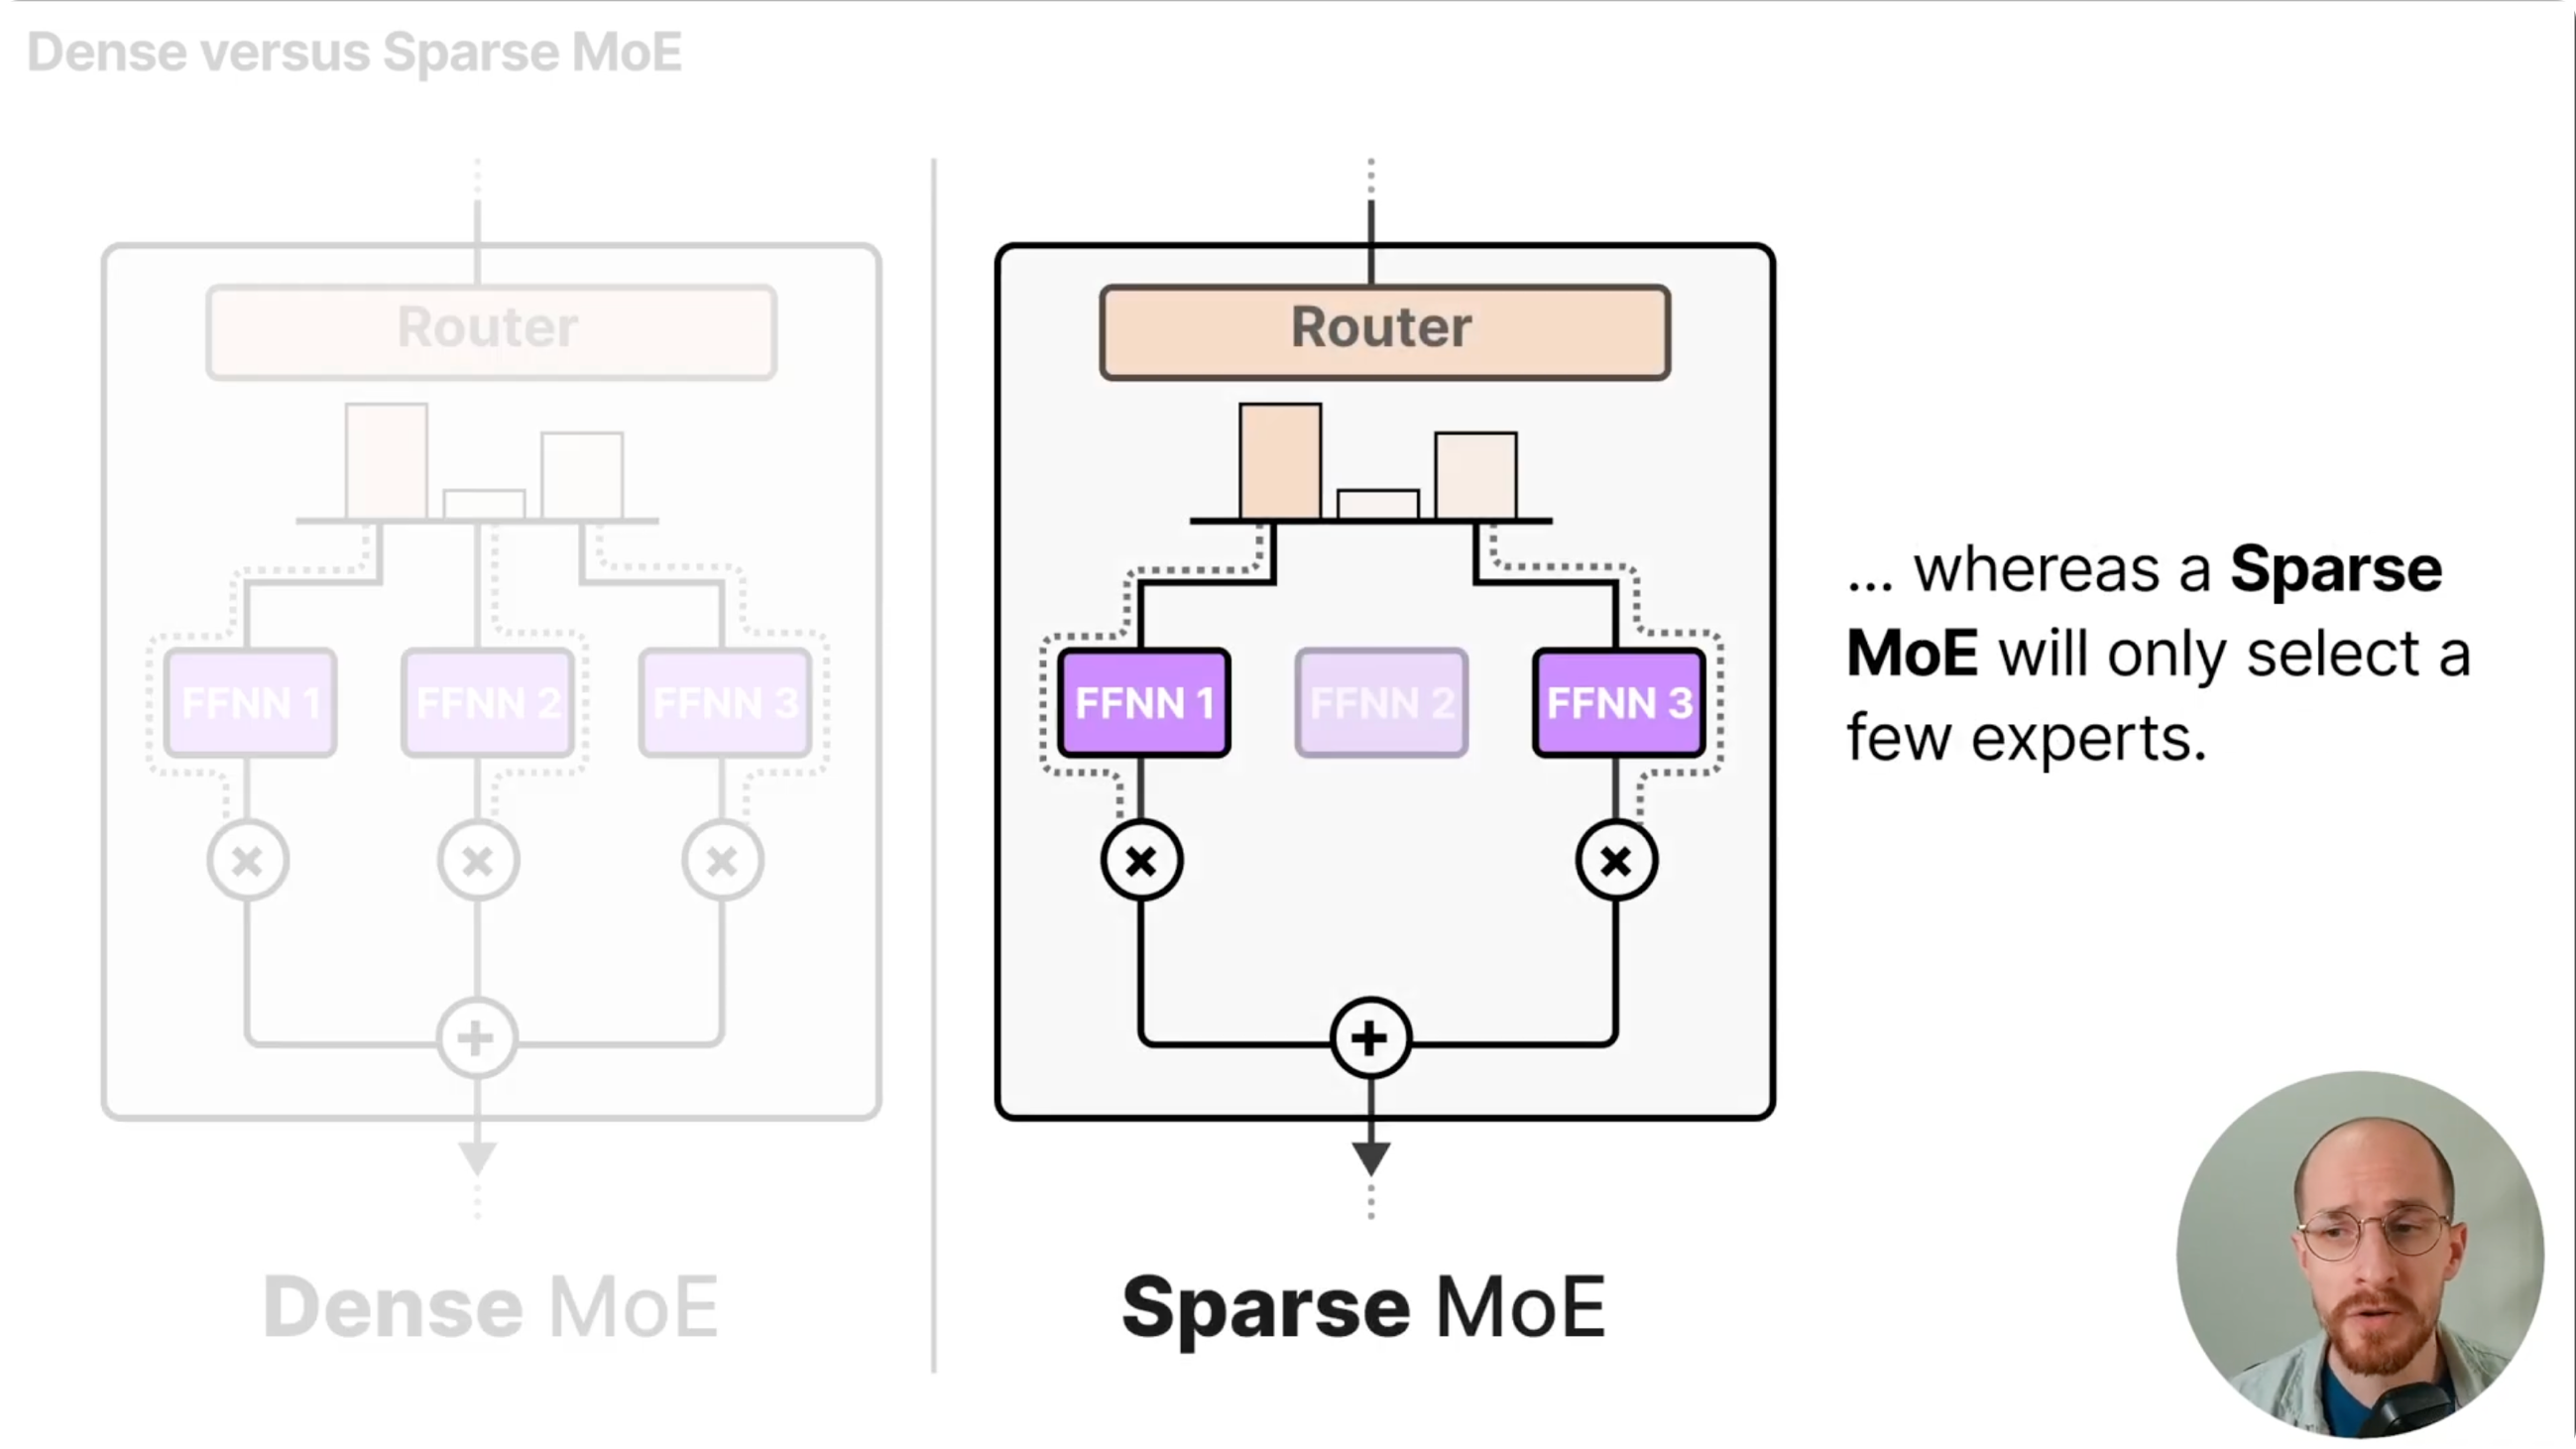 Dense versus Sparse MoE
Router
FFNN 1
FFNN 2
FFNN 3
Dense MoE
Router
FFNN 1
FFNN 2
FFNN 3
Sparse MoE
... whereas a Sparse
MoE will only select a
few experts.